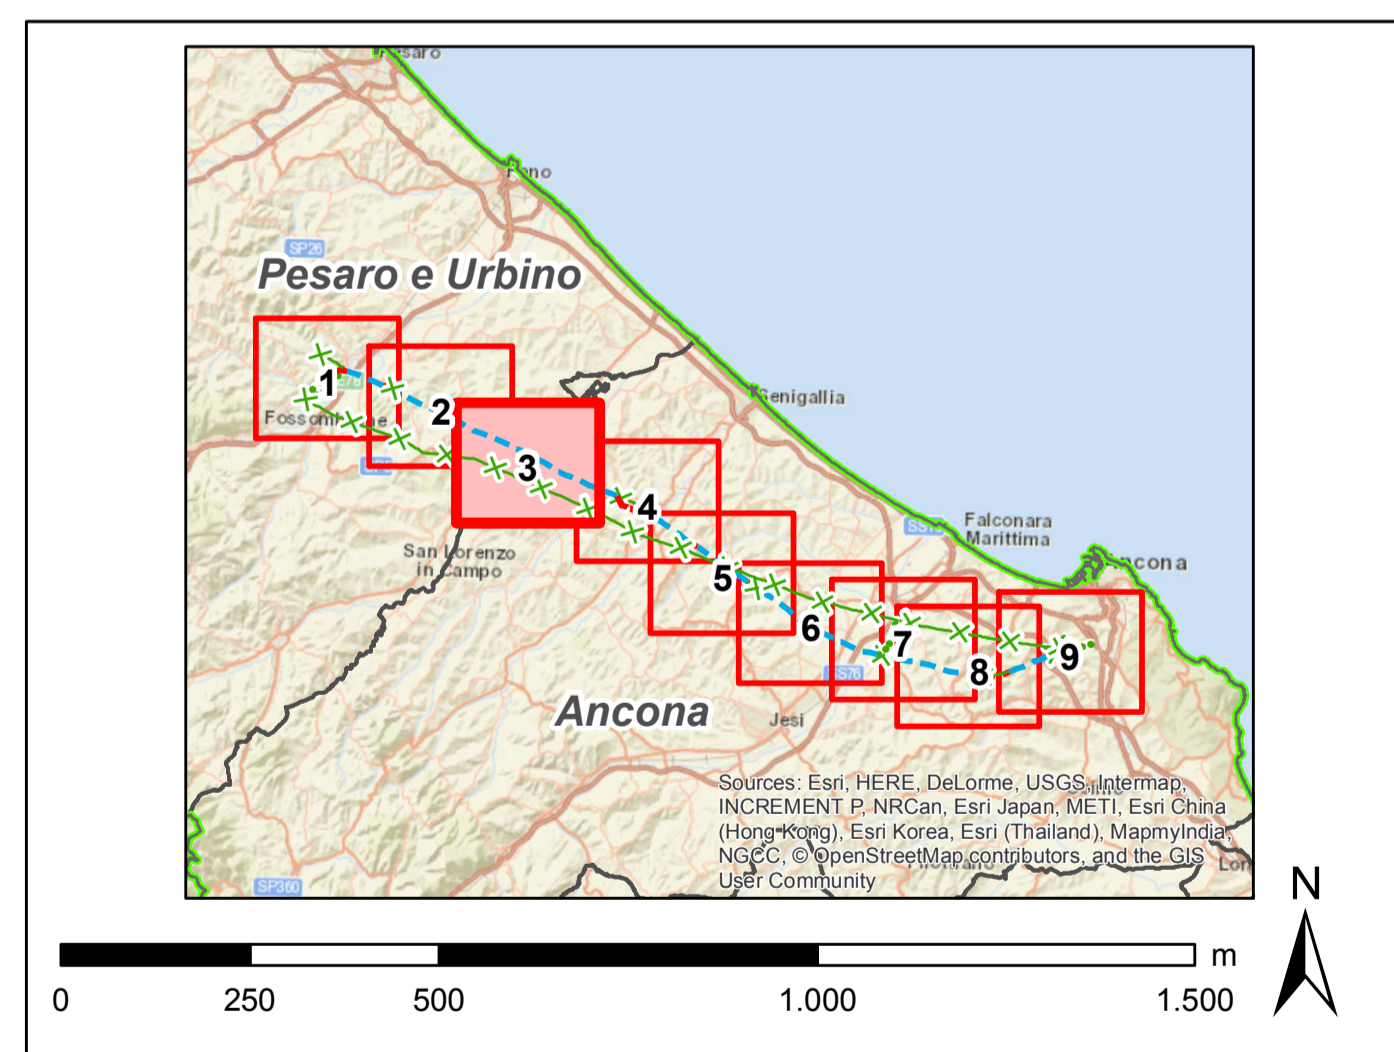 Pesaro
Fano
SP26
Pesaro e Urbino
1
2
Fossombrone
Senigallia
3
4
San Lorenzo
in Campo
Falconara
Marittima
Ancona
5
6
7
8
9
SS76
Ancona
Jesi
Sources: Esri, HERE, DeLorme, USGS, Intermap,
INCREMENT P, NRCan, Esri Japan, METI, Esri China
(Hong Kong), Esri Korea, Esri (Thailand), MapmyIndia,
NGCC, © OpenStreetMap contributors, and the GIS
User Community
SP360
N
m
0 250 500 1.000 1.500